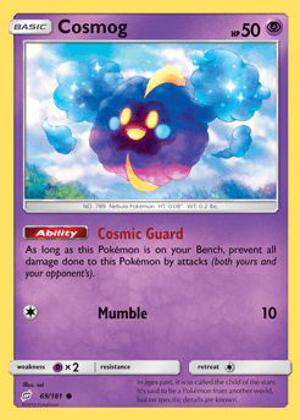 BASIC Cosmog HP50
NO. 789 Nebula Pokémon HT: 0'08" WT: 0.2 lbs.
Ability Cosmic Guard
As long as this Pokémon is on your Bench, prevent all
damage done to this Pokémon by attacks (both yours and
your opponent's).
Mumble 10
weakness ×2 resistance retreat
Illus. sui
69/181
In ages past, it was called the child of the stars. It's
said to be a Pokémon from another world, but
no specific details are known.